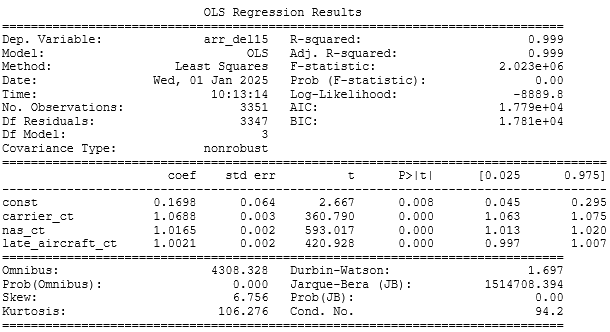 OLS Regression Results
==============================================================================
Dep. Variable: arr_del15 R-squared: 0.999
Model: OLS Adj. R-squared: 0.999
Method: Least Squares F-statistic: 2.023e+06
Date: Wed, 01 Jan 2025 Prob (F-statistic): 0.00
Time: 10:13:14 Log-Likelihood: -8889.8
No. Observations: 3351 AIC: 1.779e+04
Df Residuals: 3347 BIC: 1.781e+04
Df Model: 3
Covariance Type: nonrobust
====================================================================================
coef std err t P>|t| [0.025 0.975]
------------------------------------------------------------------------------------
const 0.1698 0.064 2.667 0.008 0.045 0.295
carrier_ct 1.0688 0.003 360.790 0.000 1.063 1.075
nas_ct 1.0165 0.002 593.017 0.000 1.013 1.020
late_aircraft_ct 1.0021 0.002 420.928 0.000 0.997 1.007
==============================================================================
Omnibus: 4308.328 Durbin-Watson: 1.697
Prob(Omnibus): 0.000 Jarque-Bera (JB): 1514708.394
Skew: 6.756 Prob(JB): 0.00
Kurtosis: 106.276 Cond. No. 94.2
==============================================================================